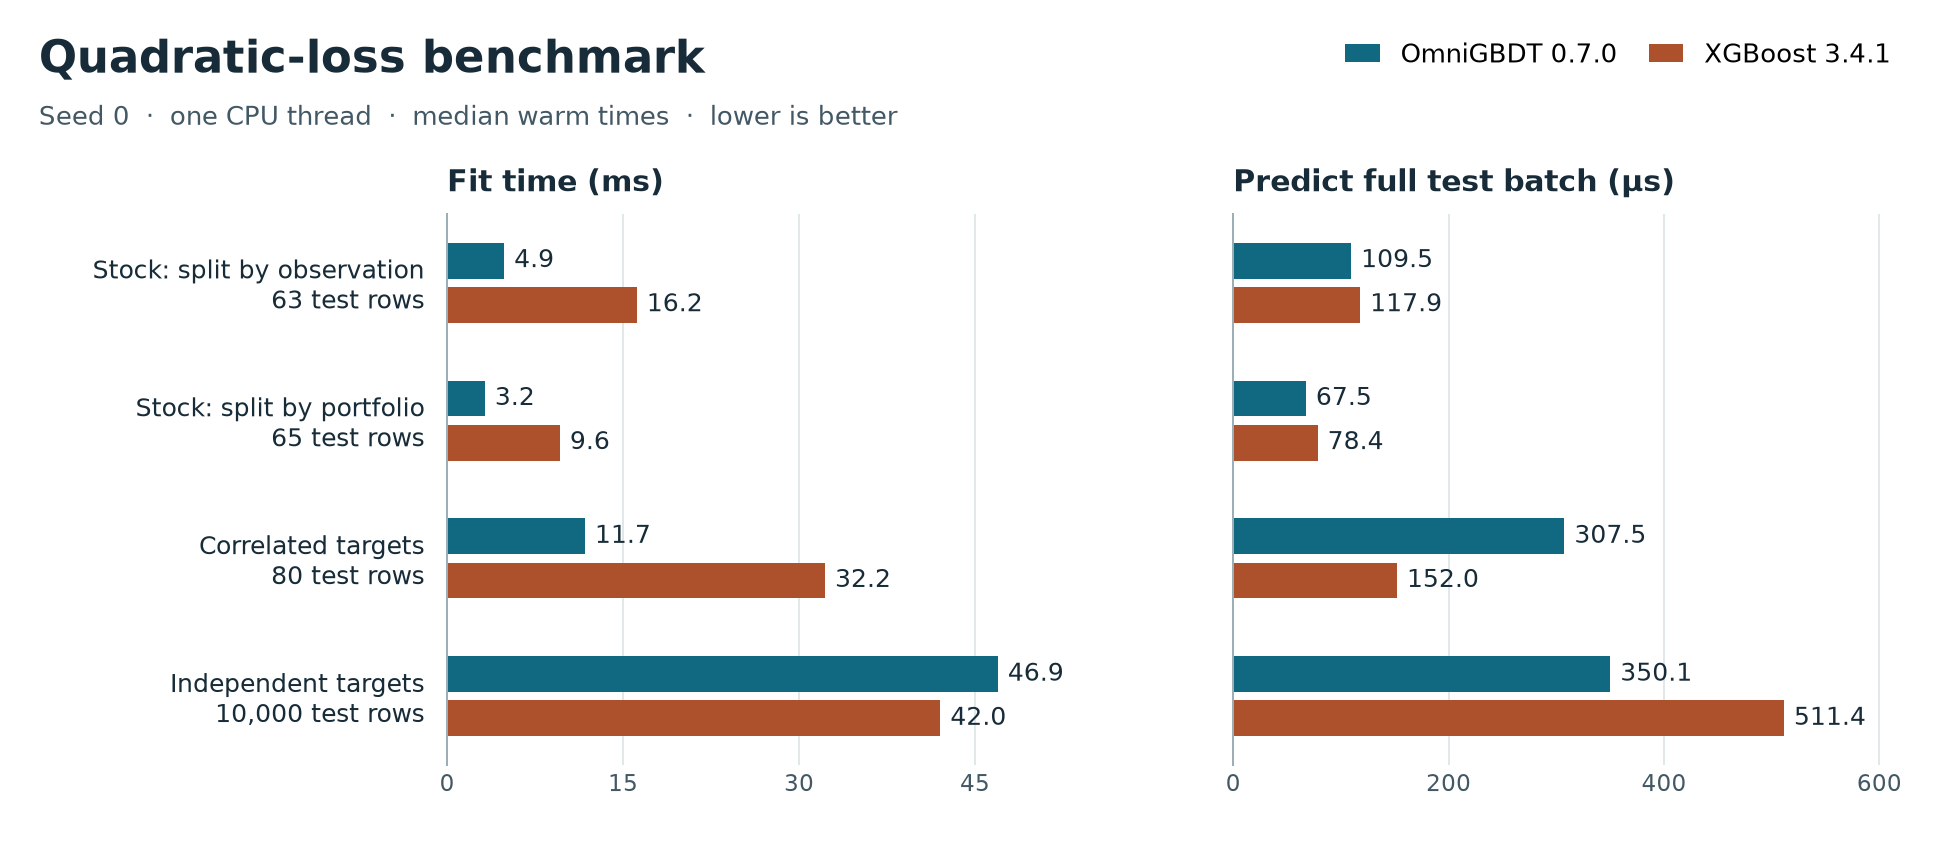 Quadratic-loss benchmark
OmniGBDT 0.7.0
XGBoost 3.4.1
Seed 0 · one CPU thread · median warm times · lower is better
Fit time (ms)
Stock: split by observation
63 test rows
4.9
16.2
Stock: split by portfolio
65 test rows
3.2
9.6
Correlated targets
80 test rows
11.7
32.2
Independent targets
10,000 test rows
46.9
42.0
0 15 30 45
Predict full test batch (µs)
109.5
117.9
67.5
78.4
307.5
152.0
350.1
511.4
0 200 400 600